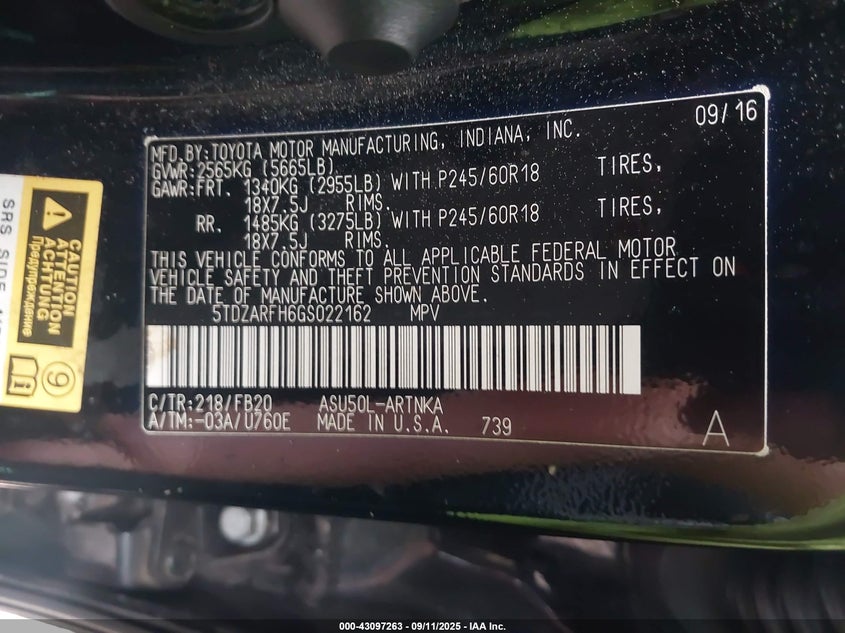 09/16
MFD.BY:TOYOTA MOTOR MANUFACTURING, INDIANA, INC.
GVWR:2565KG (5665LB)
GAWR:FRT. 1340KG (2955LB) WITH P245/60R18 TIRES,
18X7.5J RIMS.
RR. 1485KG (3275LB) WITH P245/60R18 TIRES,
18X7.5J RIMS.
THIS VEHICLE CONFORMS TO ALL APPLICABLE FEDERAL MOTOR
VEHICLE SAFETY AND THEFT PREVENTION STANDARDS IN EFFECT ON
THE DATE OF MANUFACTURE SHOWN ABOVE.
5TDZARFH6GS022162 MPV
C/TR:218/FB20 ASU50L-ARTNKA
A/TM:-03A/U760E MADE IN U.S.A. 739 A
SRS SIDE
CAUTION
ATTENTION
ACHTUNG
Предупреждение
9
000-43097263 - 09/11/2025 - IAA Inc.